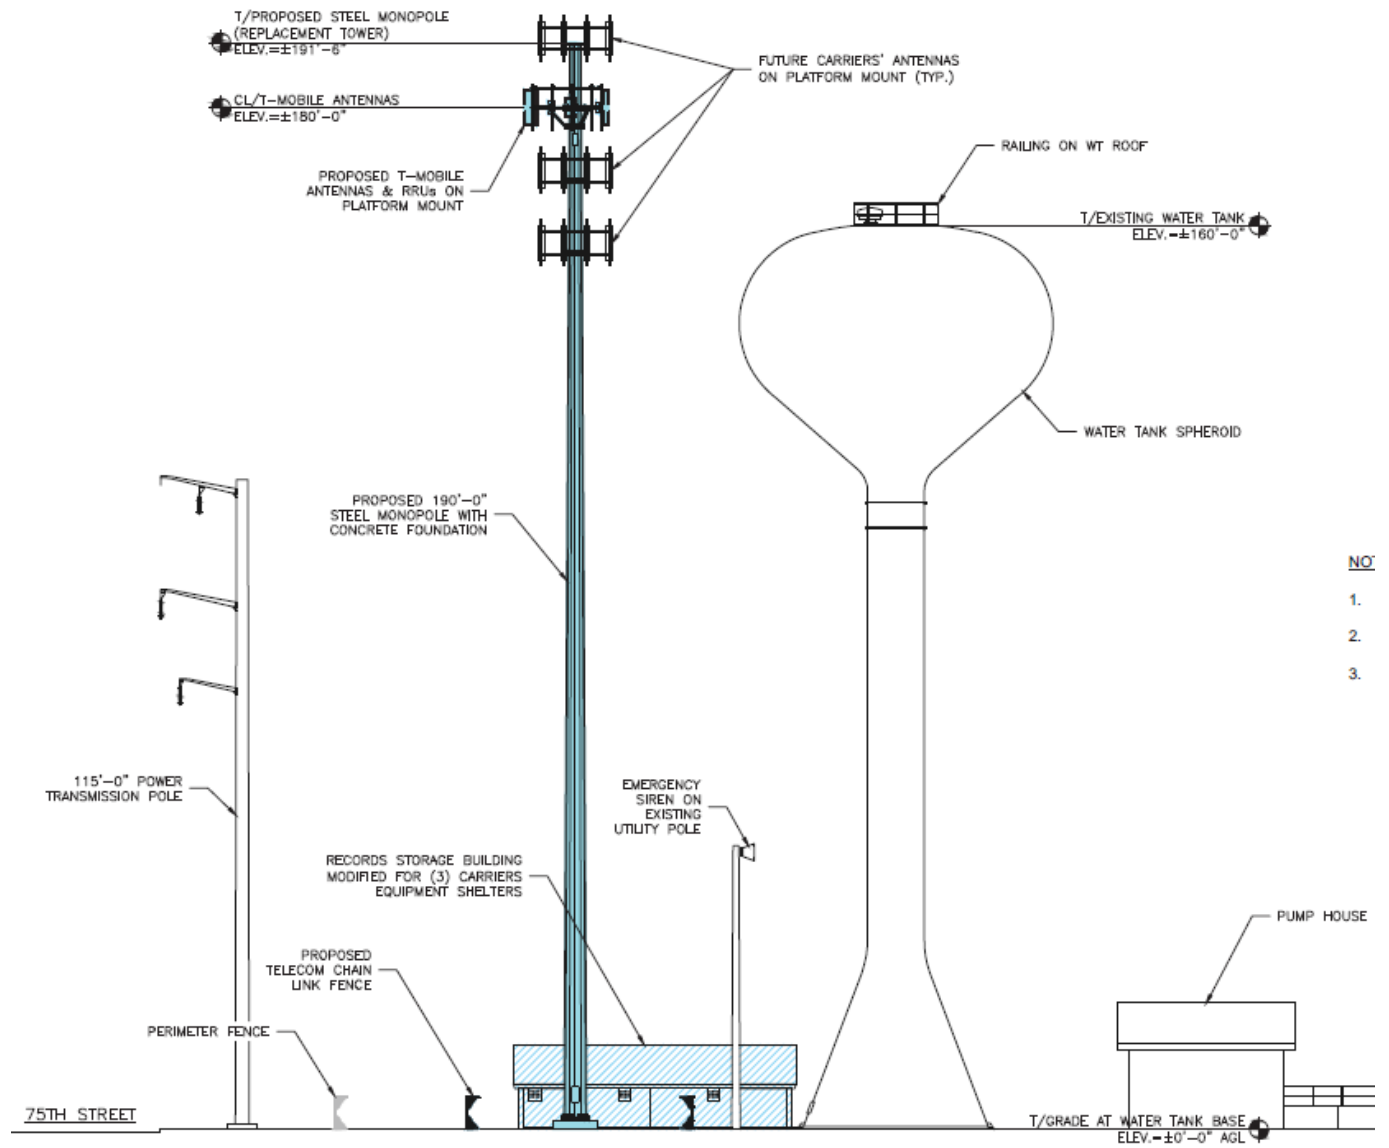 T/PROPOSED STEEL MONOPOLE
(REPLACEMENT TOWER)
ELEV.=±191'-6"
CL/T-MOBILE ANTENNAS
ELEV.=±180'-0"
FUTURE CARRIERS' ANTENNAS
ON PLATFORM MOUNT (TYP.)
PROPOSED T-MOBILE
ANTENNAS & RRUs ON
PLATFORM MOUNT
RAILING ON WT ROOF
T/EXISTING WATER TANK
ELEV.=±160'-0"
WATER TANK SPHEROID
PROPOSED 190'-0"
STEEL MONOPOLE WITH
CONCRETE FOUNDATION
NOT
1.
2.
3.
115'-0" POWER
TRANSMISSION POLE
EMERGENCY
SIREN ON
EXISTING
UTILITY POLE
RECORDS STORAGE BUILDING
MODIFIED FOR (3) CARRIERS
EQUIPMENT SHELTERS
PUMP HOUSE
PROPOSED
TELECOM CHAIN
LINK FENCE
PERIMETER FENCE
75TH STREET
T/GRADE AT WATER TANK BASE
ELEV.=±0'-0" AGL